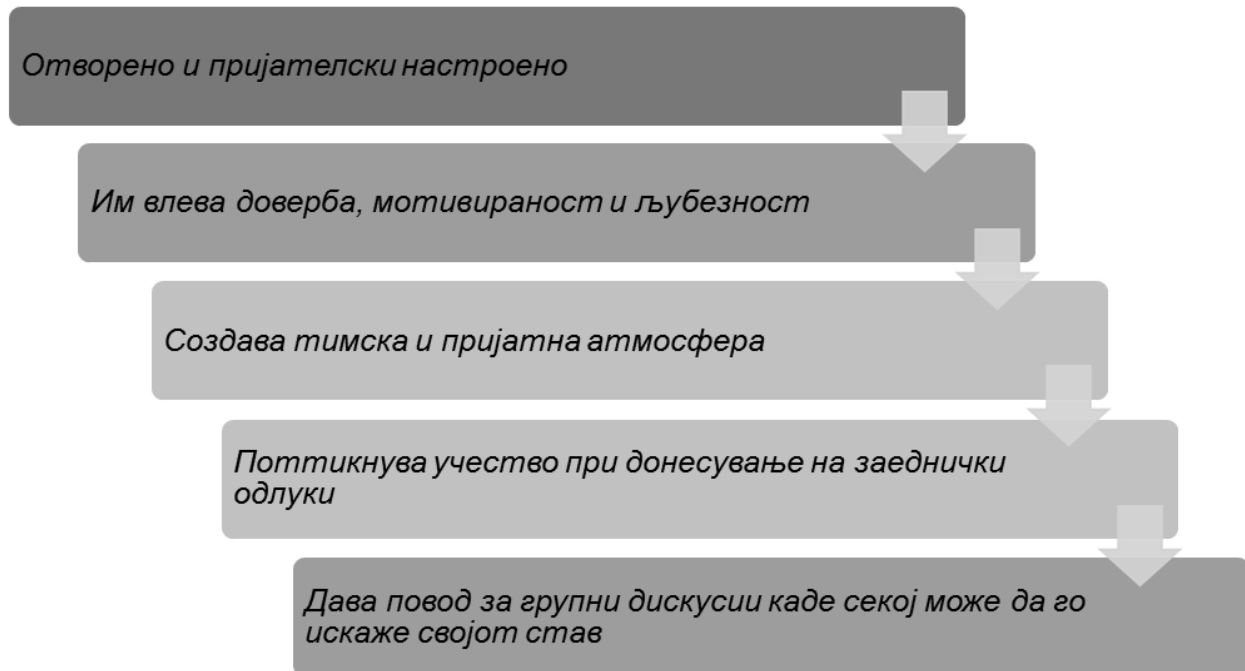 Отворено и пријателски настроено
Им влева доверба, мотивираност и љубезност
Создава тимска и пријатна атмосфера
Поттикнува учество при донесување на заеднички
одлуки
Дава повод за групни дискусии каде секој може да го
искаже својот став